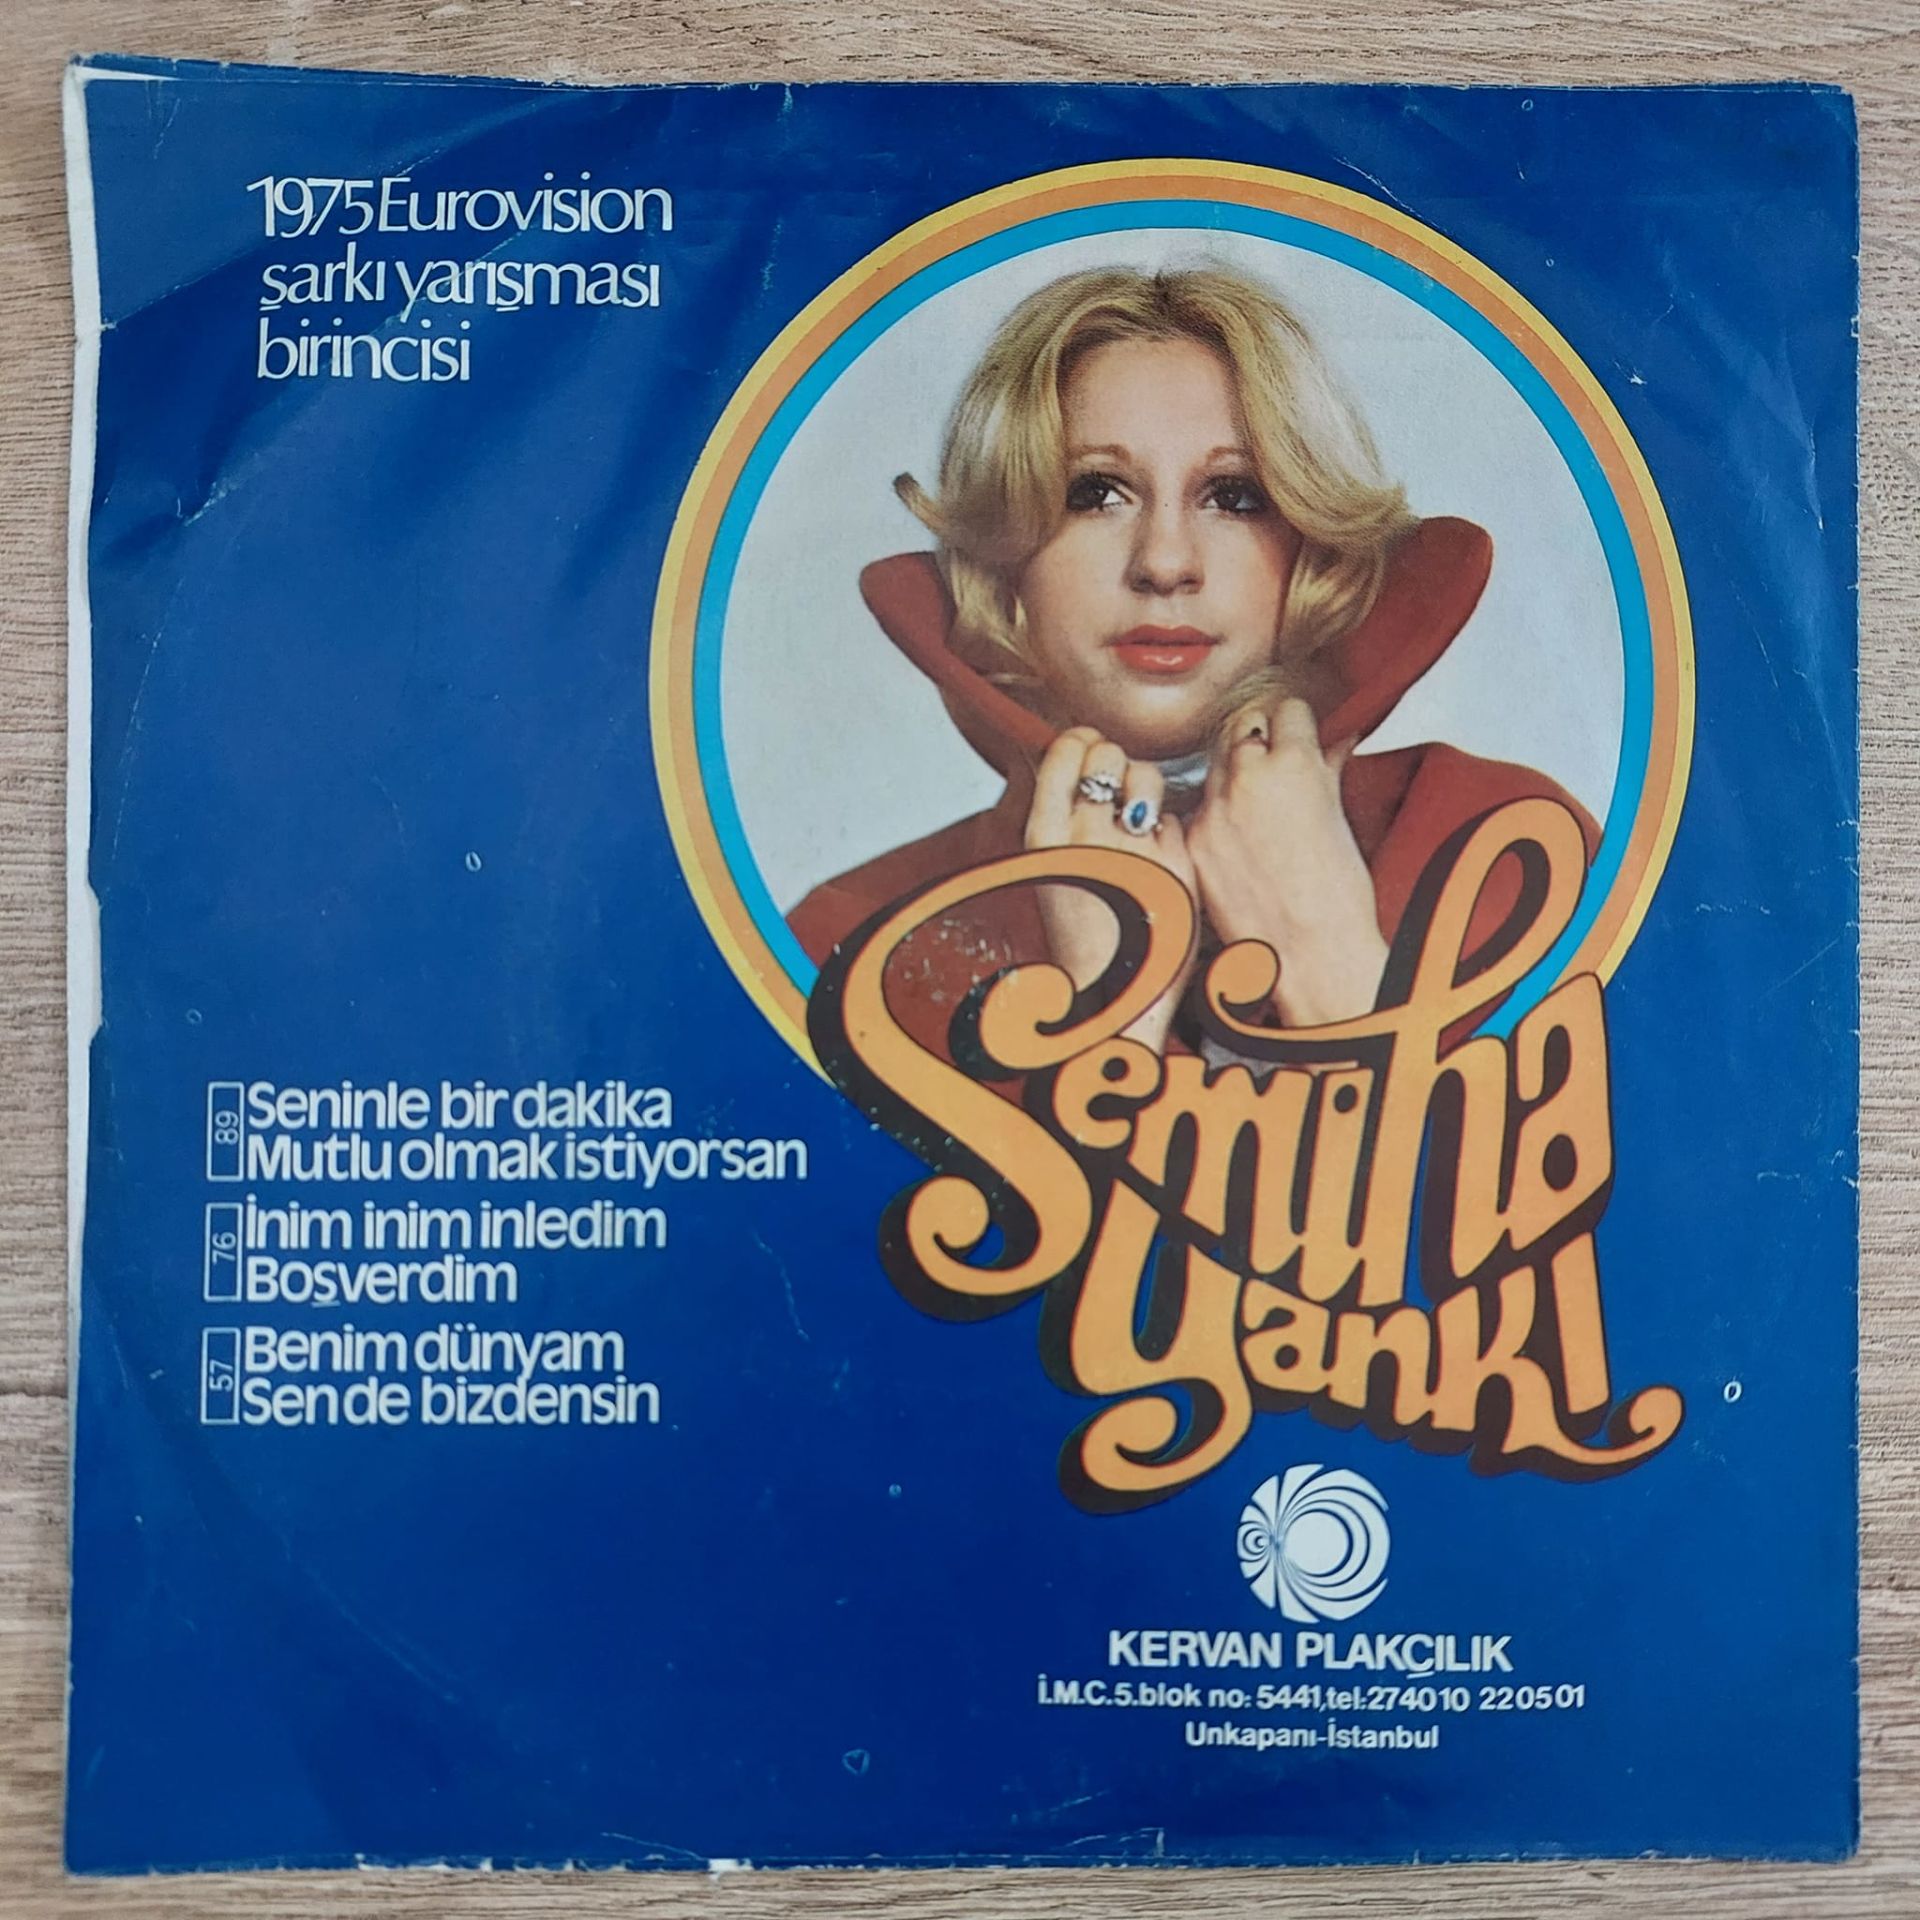 1975 Eurovision
şarkı yarışması
birincisi
Semiha
Yankı
89
Seninle bir dakika
Mutlu olmak istiyorsan
76
İnim inim inledim
Boşverdim
57
Benim dünyam
Sen de bizdensin
KERVAN PLAKÇILIK
İ.M.C.5.blok no: 5441,tel:274010 220501
Unkapanı-İstanbul